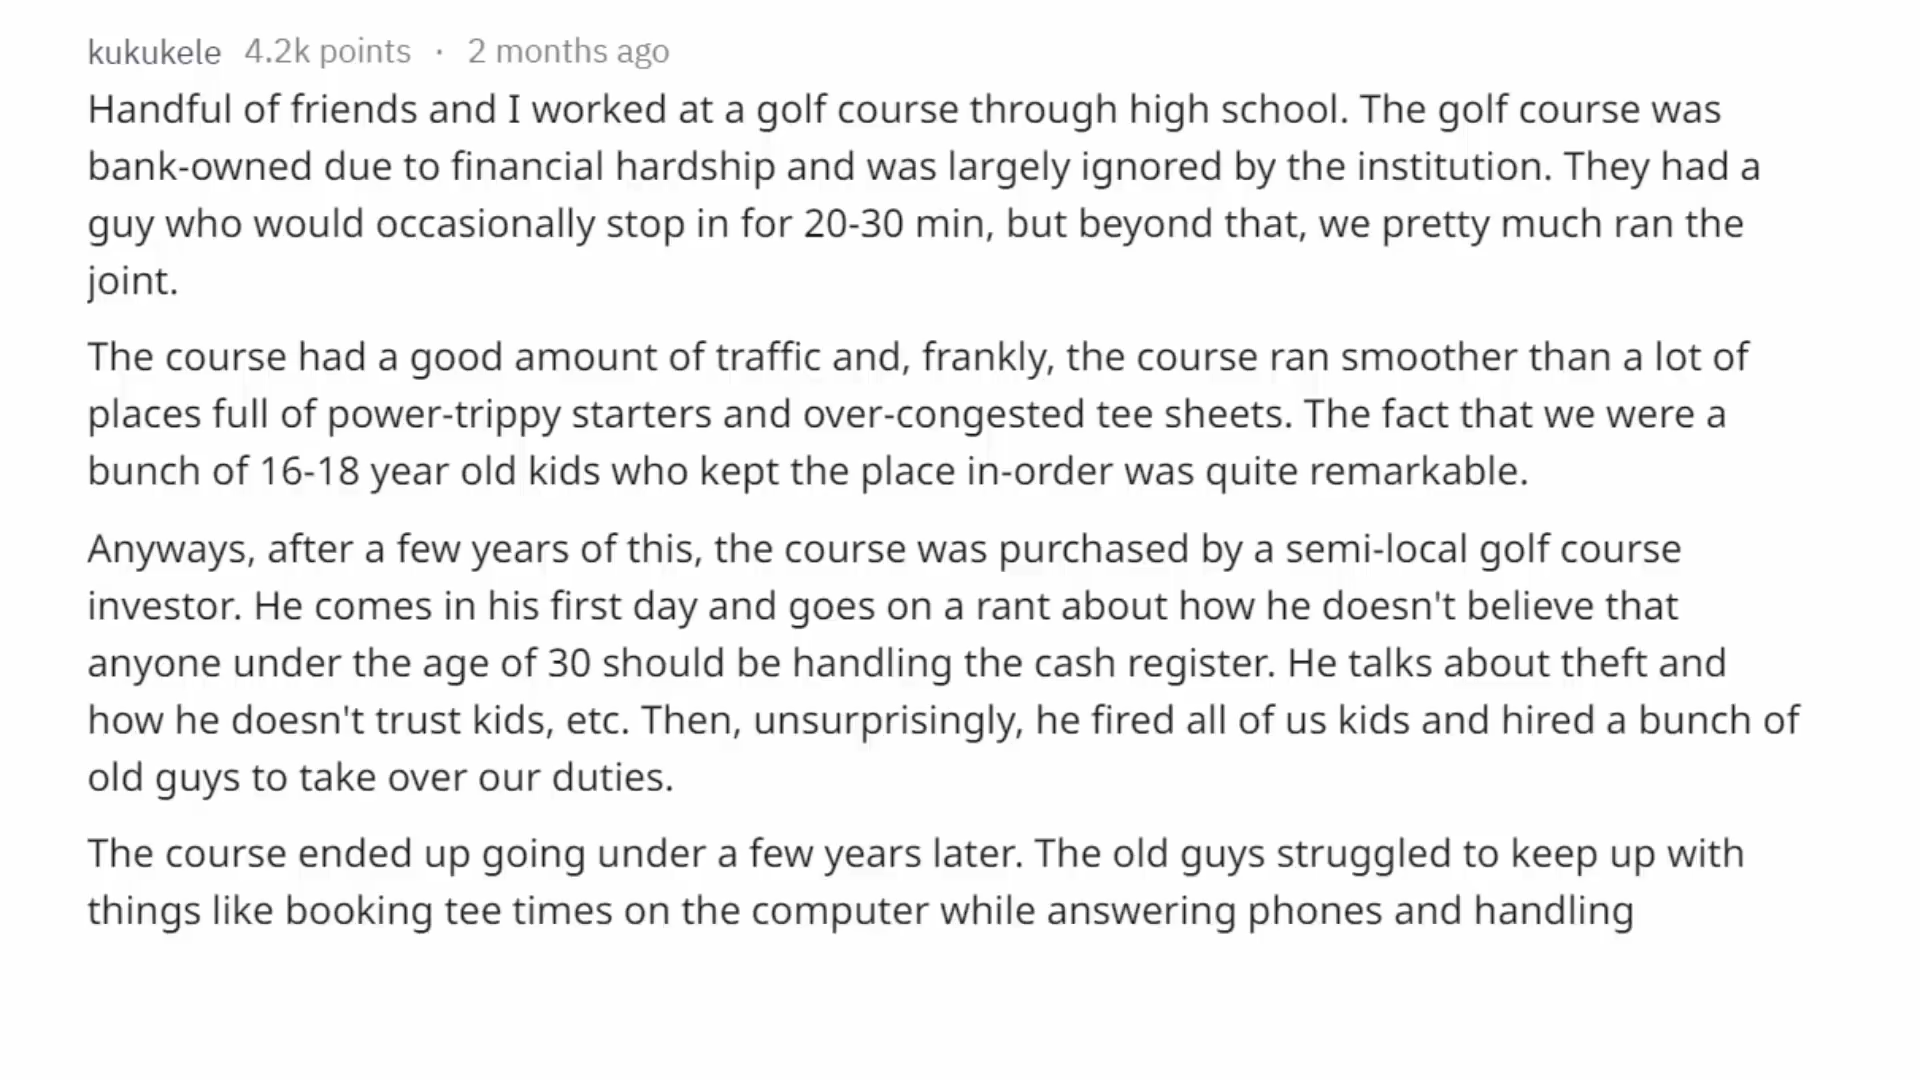 kukukele 4.2k points · 2 months ago
Handful of friends and I worked at a golf course through high school. The golf course was
bank-owned due to financial hardship and was largely ignored by the institution. They had a
guy who would occasionally stop in for 20-30 min, but beyond that, we pretty much ran the
joint.
The course had a good amount of traffic and, frankly, the course ran smoother than a lot of
places full of power-trippy starters and over-congested tee sheets. The fact that we were a
bunch of 16-18 year old kids who kept the place in-order was quite remarkable.
Anyways, after a few years of this, the course was purchased by a semi-local golf course
investor. He comes in his first day and goes on a rant about how he doesn't believe that
anyone under the age of 30 should be handling the cash register. He talks about theft and
how he doesn't trust kids, etc. Then, unsurprisingly, he fired all of us kids and hired a bunch of
old guys to take over our duties.
The course ended up going under a few years later. The old guys struggled to keep up with
things like booking tee times on the computer while answering phones and handling